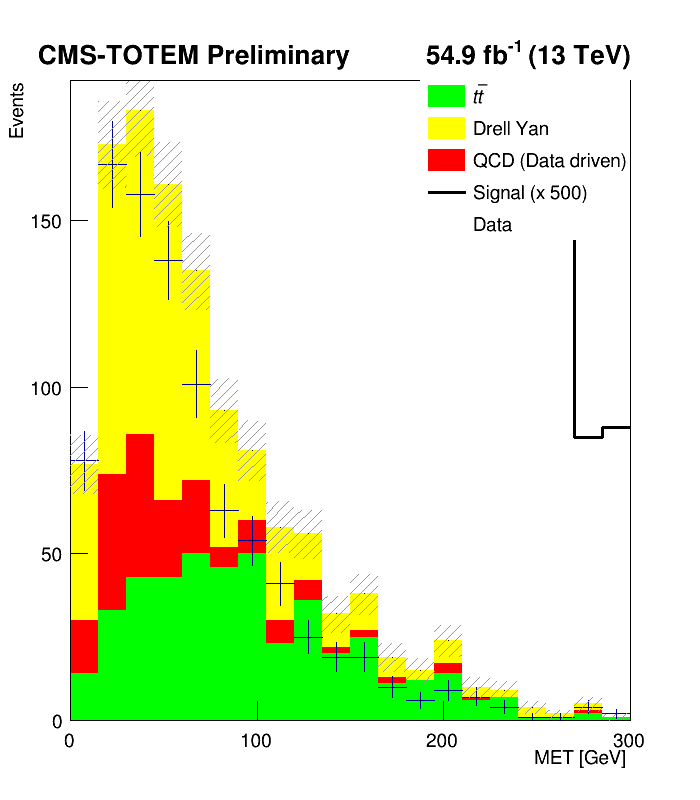 CMS-TOTEM Preliminary 54.9 fb⁻¹ (13 TeV)
Events
tt̄
Drell Yan
QCD (Data driven)
Signal (x 500)
Data
150
100
50
0
0 100 200 300
MET [GeV]